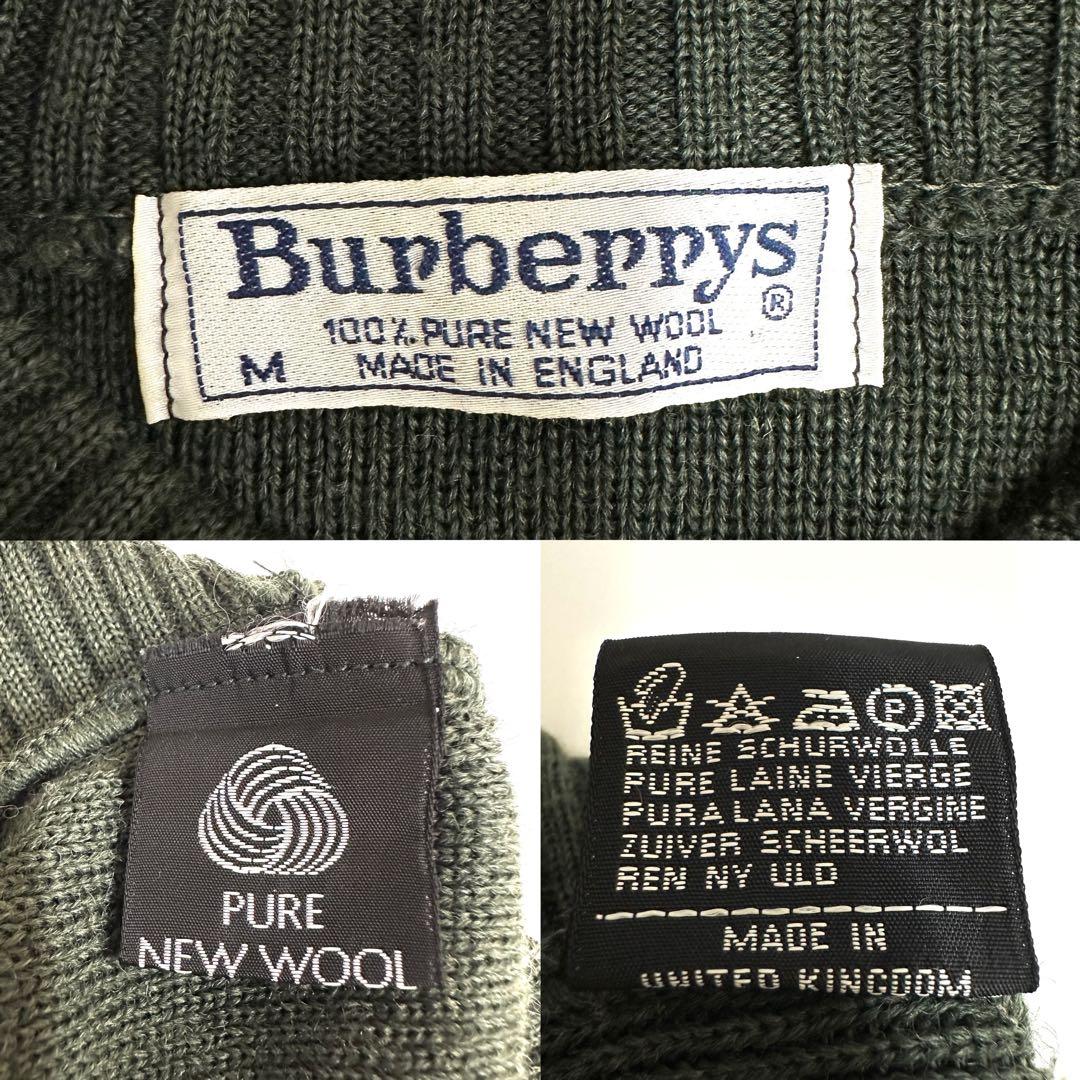 Burberrys
®
100% PURE NEW WOOL
M MADE IN ENGLAND
PURE
NEW WOOL
P
REINE SCHURWOLLE
PURE LAINE VIERGE
PURA LANA VERGINE
ZUIVER SCHEERWOL
REN NY ULD
MADE IN
UNITED KINGDOM